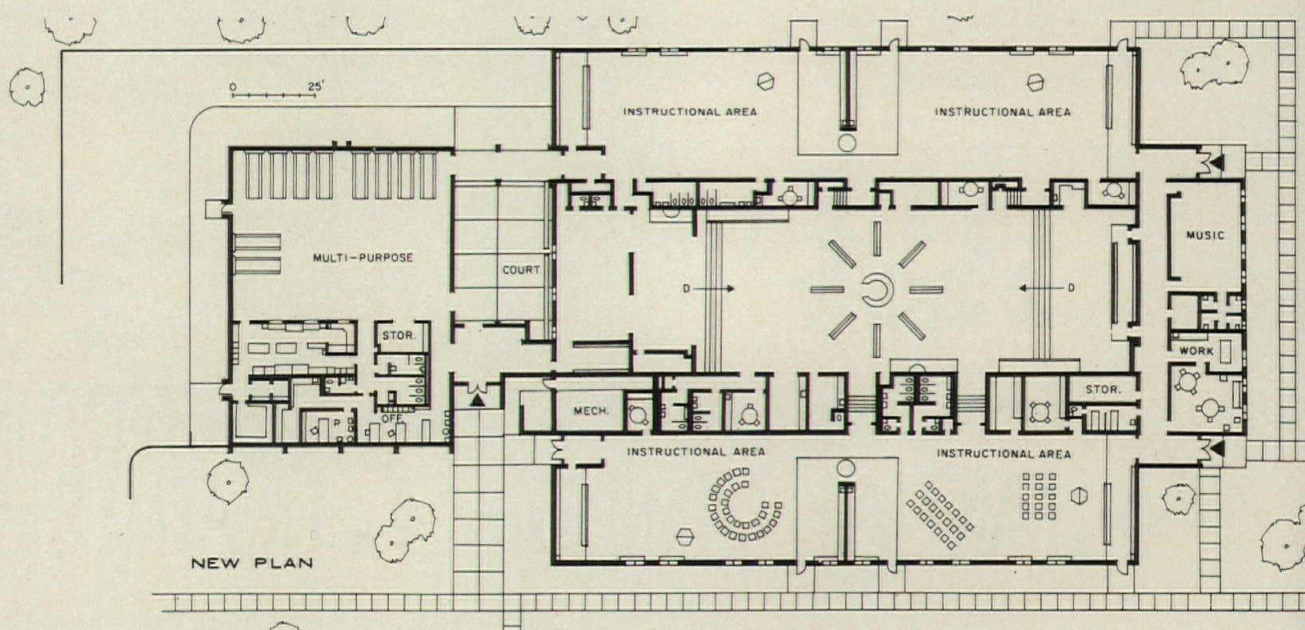 0 25'
INSTRUCTIONAL AREA
INSTRUCTIONAL AREA
MULTI-PURPOSE
COURT
MUSIC
D
D
STOR.
WORK
STOR.
MECH.
P.
OFF.
INSTRUCTIONAL AREA
INSTRUCTIONAL AREA
NEW PLAN